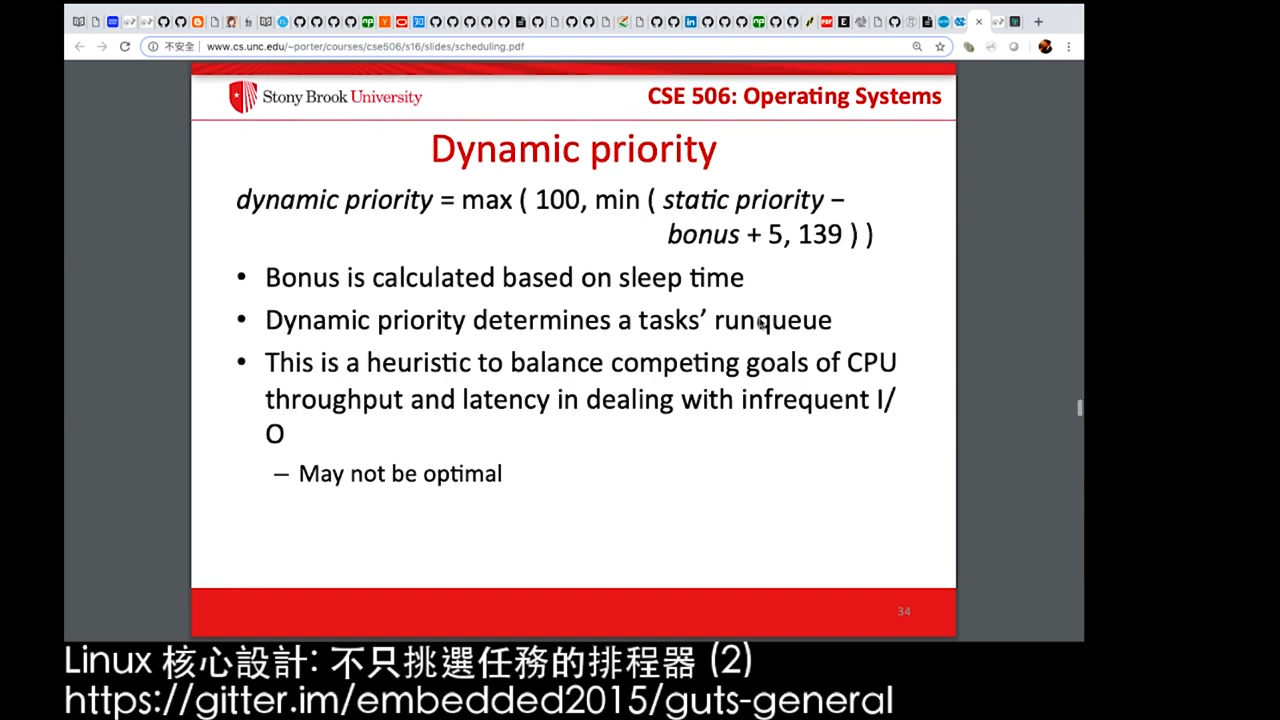 不安全 www.cs.unc.edu/~porter/courses/cse506/s16/slides/scheduling.pdf
Stony Brook University
CSE 506: Operating Systems
Dynamic priority
dynamic priority = max ( 100, min ( static priority −
bonus + 5, 139 ) )
• Bonus is calculated based on sleep time
• Dynamic priority determines a tasks’ runqueue
• This is a heuristic to balance competing goals of CPU
throughput and latency in dealing with infrequent I/
O
– May not be optimal
34
Linux 核心設計: 不只挑選任務的排程器 (2)
https://gitter.im/embedded2015/guts-general